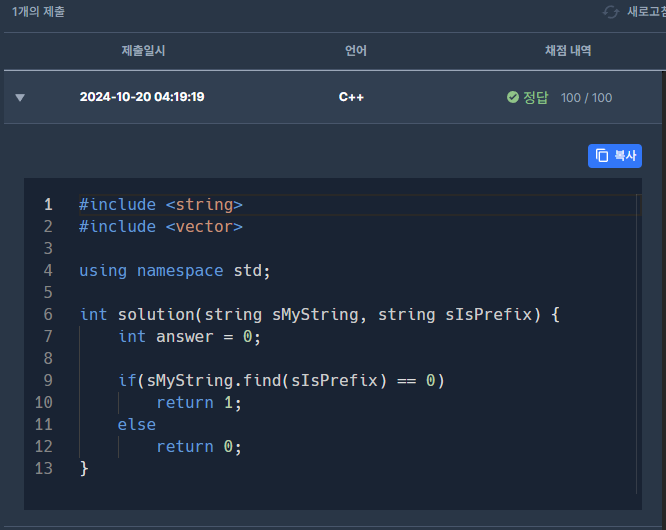 1개의 제출
새로고침
제출일시 언어 채점 내역
2024-10-20 04:19:19 C++ 정답 100 / 100
복사
1 #include <string>
2 #include <vector>
3
4 using namespace std;
5
6 int solution(string sMyString, string sIsPrefix) {
7     int answer = 0;
8
9     if(sMyString.find(sIsPrefix) == 0)
10         return 1;
11     else
12         return 0;
13 }